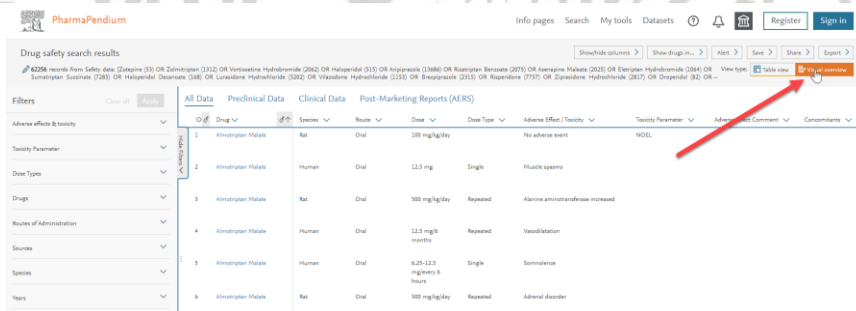 PharmaPendium
Info pages Search My tools Datasets Register Sign in
Drug safety search results
Show/hide columns > Show drugs in... > Alert > Save > Share > Export >
62256 records from Safety data: [Zotepine (53) OR Zolmitriptan (1312) OR Vortioxetine Hydrobromide (2062) OR Haloperidol (515) OR Aripiprazole (13686) OR Rizatriptan Benzoate (2075) OR Asenapine Maleate (2025) OR Eletriptan Hydrobromide (1064) OR
Sumatriptan Succinate (7285) OR Haloperidol Decanoate (168) OR Lurasidone Hydrochloride (5202) OR Vilazodone Hydrochloride (1153) OR Brexpiprazole (2315) OR Risperidone (7757) OR Ziprasidone Hydrochloride (2817) OR Droperidol (82) OR ...
View type: Table view Visual overview
Filters Clear all Apply
All Data Preclinical Data Clinical Data Post-Marketing Reports (AERS)
Adverse effects & toxicity
Toxicity Parameter
Dose Types
Drugs
Routes of Administration
Sources
Species
Years
Hide Filters
ID Drug Species Route Dose Dose Type Adverse Effect / Toxicity Toxicity Parameter Comment Concomitants
1 Almotriptan Malate Rat Oral 100 mg/kg/day No adverse event NOEL
2 Almotriptan Malate Human Oral 12.5 mg Single Muscle spasms
3 Almotriptan Malate Rat Oral 500 mg/kg/day Repeated Alanine aminotransferase increased
4 Almotriptan Malate Human Oral 12.5 mg/6 Repeated Vasodilatation
months
5 Almotriptan Malate Human Oral 6.25-12.5 Single Somnolence
mg/every 6
hours
6 Almotriptan Malate Rat Oral 500 mg/kg/day Repeated Adrenal disorder